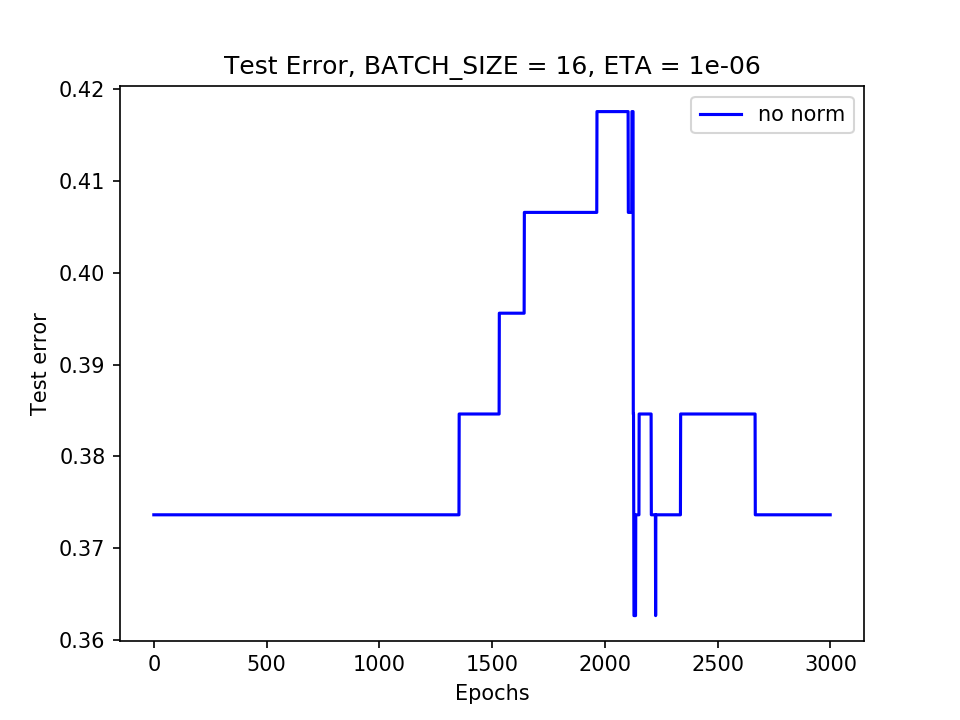 Test Error, BATCH_SIZE = 16, ETA = 1e-06
no norm
0.42
0.41
0.40
0.39
0.38
0.37
0.36
Test error
0 500 1000 1500 2000 2500 3000
Epochs